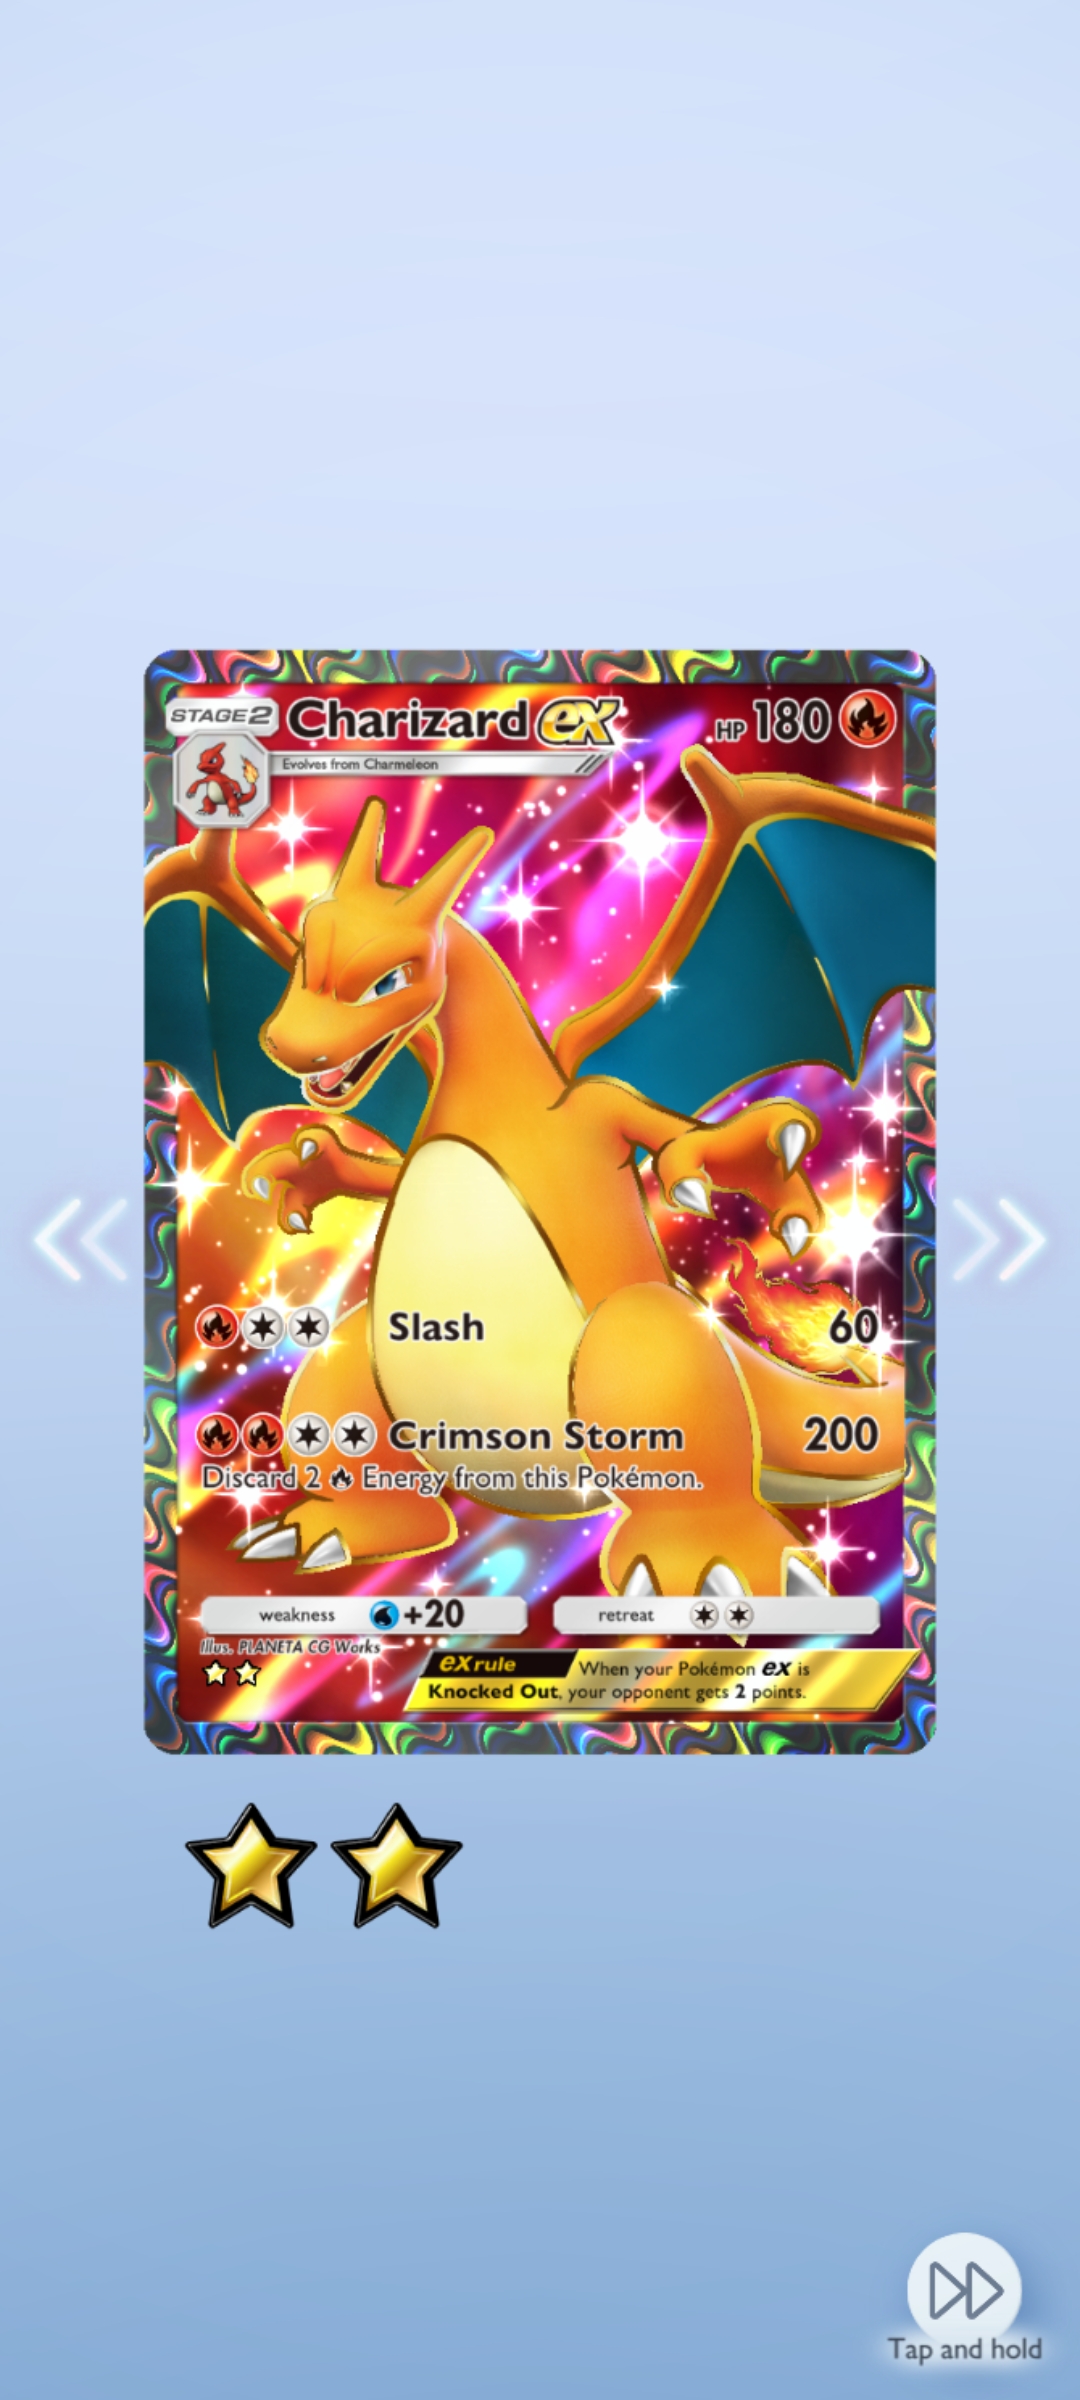 STAGE2 Charizard ex HP 180
Evolves from Charmeleon
Slash 60
Crimson Storm 200
Discard 2 Energy from this Pokémon.
weakness +20 retreat
Illus. PLANETA CG Works
ex rule When your Pokémon ex is
Knocked Out, your opponent gets 2 points.
Tap and hold